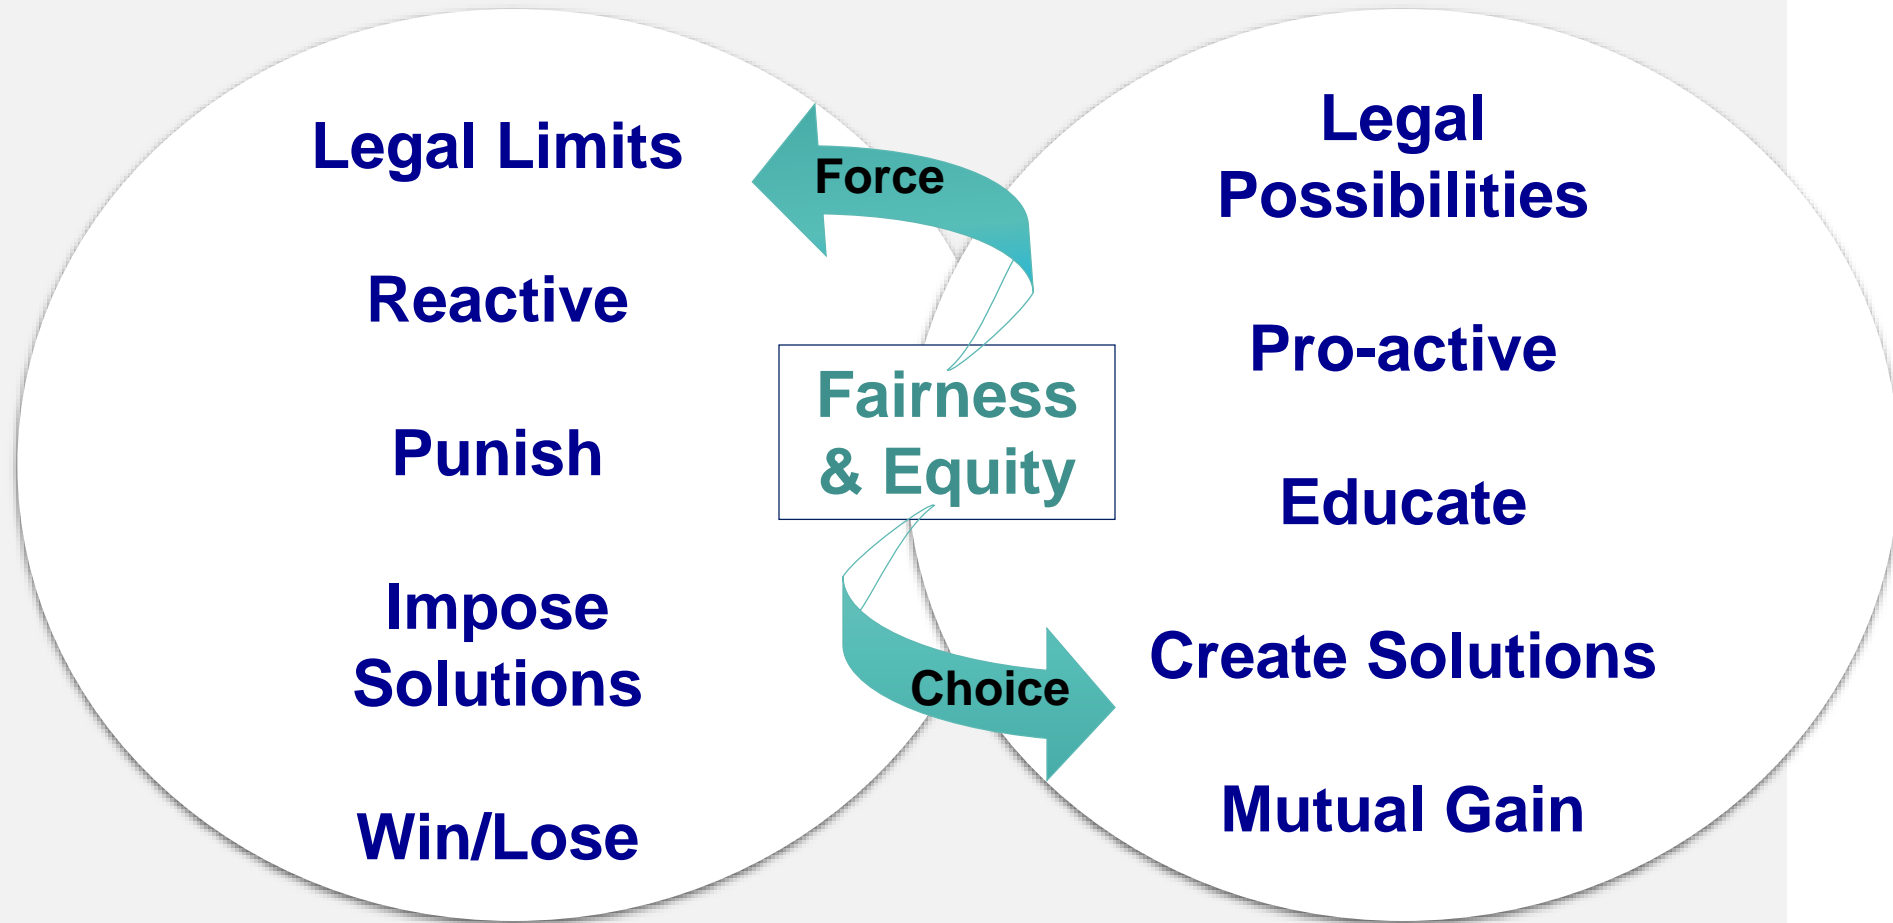 Legal Limits
Reactive
Punish
Impose
Solutions
Win/Lose
Force
Fairness
& Equity
Choice
Legal
Possibilities
Pro-active
Educate
Create Solutions
Mutual Gain